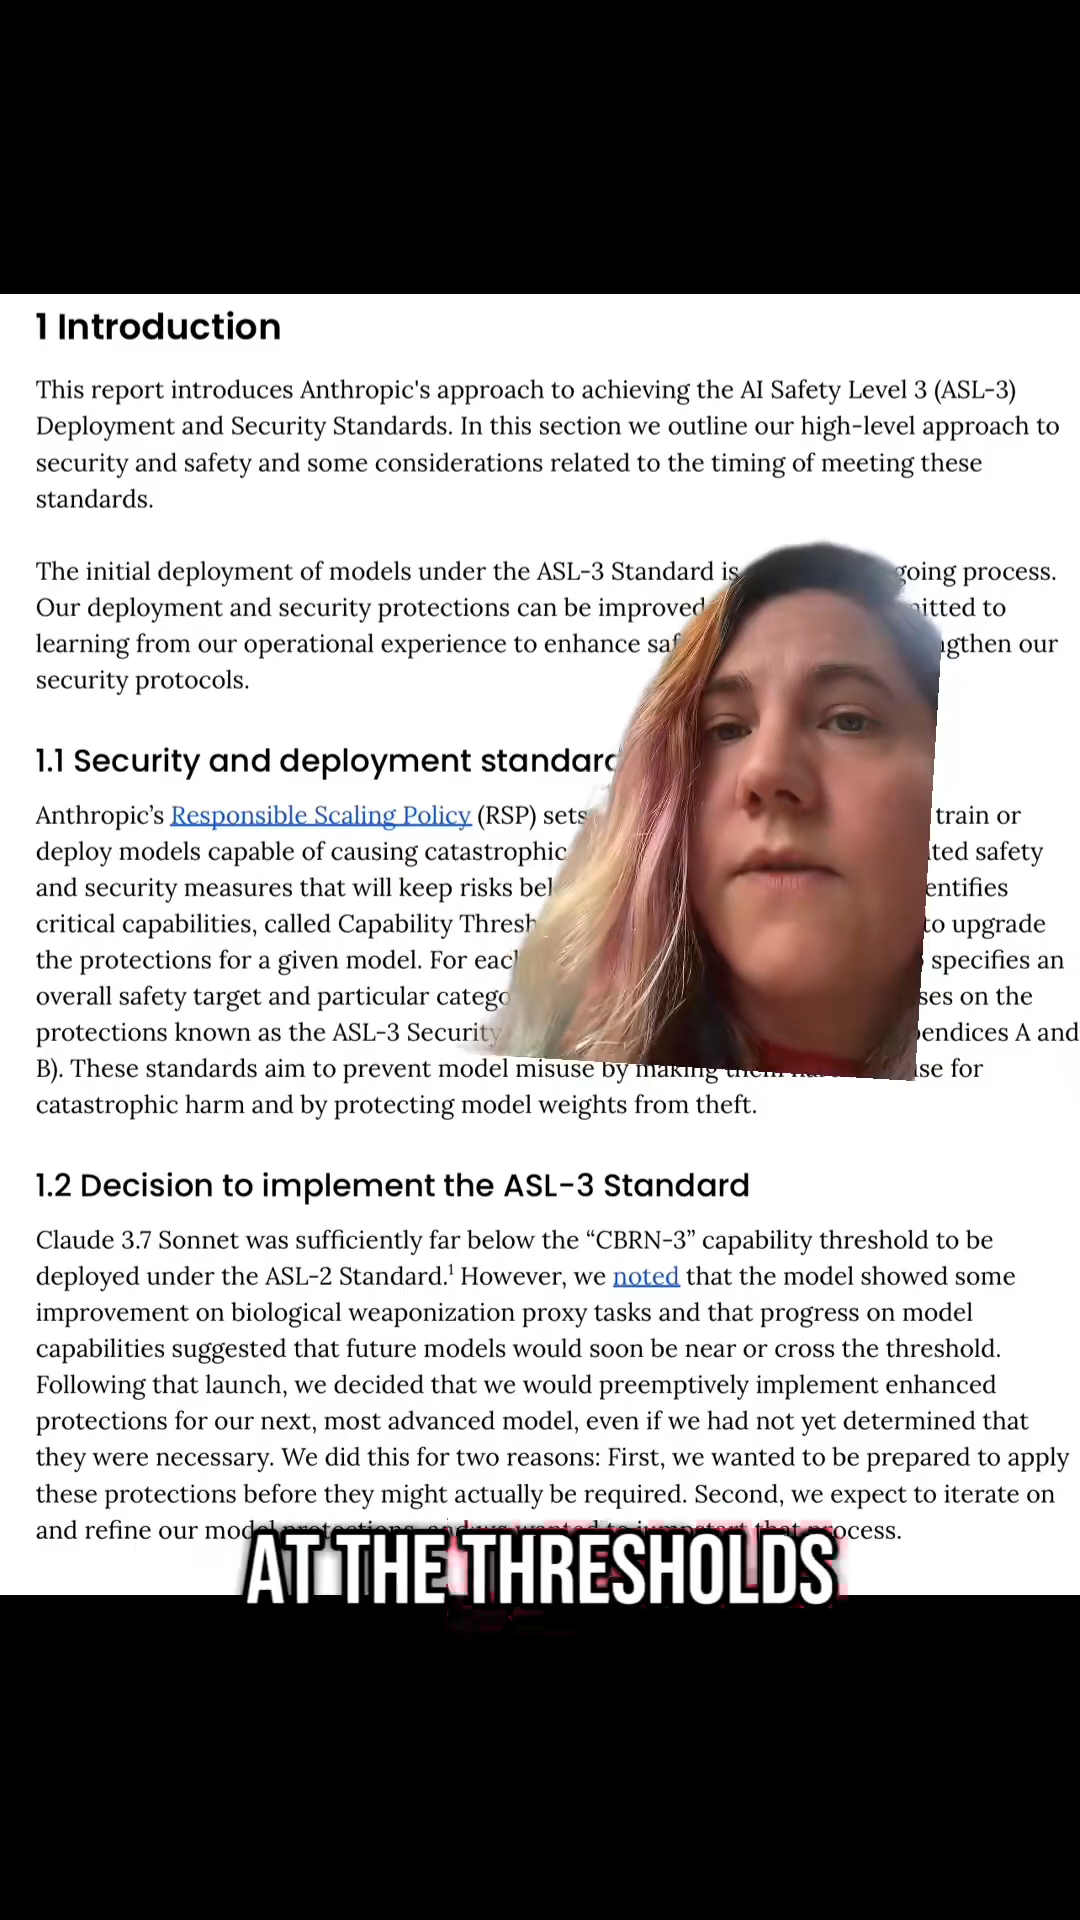 1 Introduction
This report introduces Anthropic's approach to achieving the AI Safety Level 3 (ASL-3)
Deployment and Security Standards. In this section we outline our high-level approach to
security and safety and some considerations related to the timing of meeting these
standards.
The initial deployment of models under the ASL-3 Standard is going process.
Our deployment and security protections can be improved to
learning from our operational experience to enhance our
security protocols.
1.1 Security and deployment
Anthropic’s Responsible Scaling Policy (RSP) sets train or
deploy models capable of causing catastrophic safety
and security measures that will keep risks
critical capabilities, called Capability to upgrade
the protections for a given model. For specifies an
overall safety target and particular on the
protections known as the ASL-3 Security A and
B). These standards aim to prevent model misuse by making for
catastrophic harm and by protecting model weights from theft.
1.2 Decision to implement the ASL-3 Standard
Claude 3.7 Sonnet was sufficiently far below the “CBRN-3” capability threshold to be
deployed under the ASL-2 Standard.¹ However, we noted that the model showed some
improvement on biological weaponization proxy tasks and that progress on model
capabilities suggested that future models would soon be near or cross the threshold.
Following that launch, we decided that we would preemptively implement enhanced
protections for our next, most advanced model, even if we had not yet determined that
they were necessary. We did this for two reasons: First, we wanted to be prepared to apply
these protections before they might actually be required. Second, we expect to iterate on
and refine our model process.
AT THE THRESHOLDS